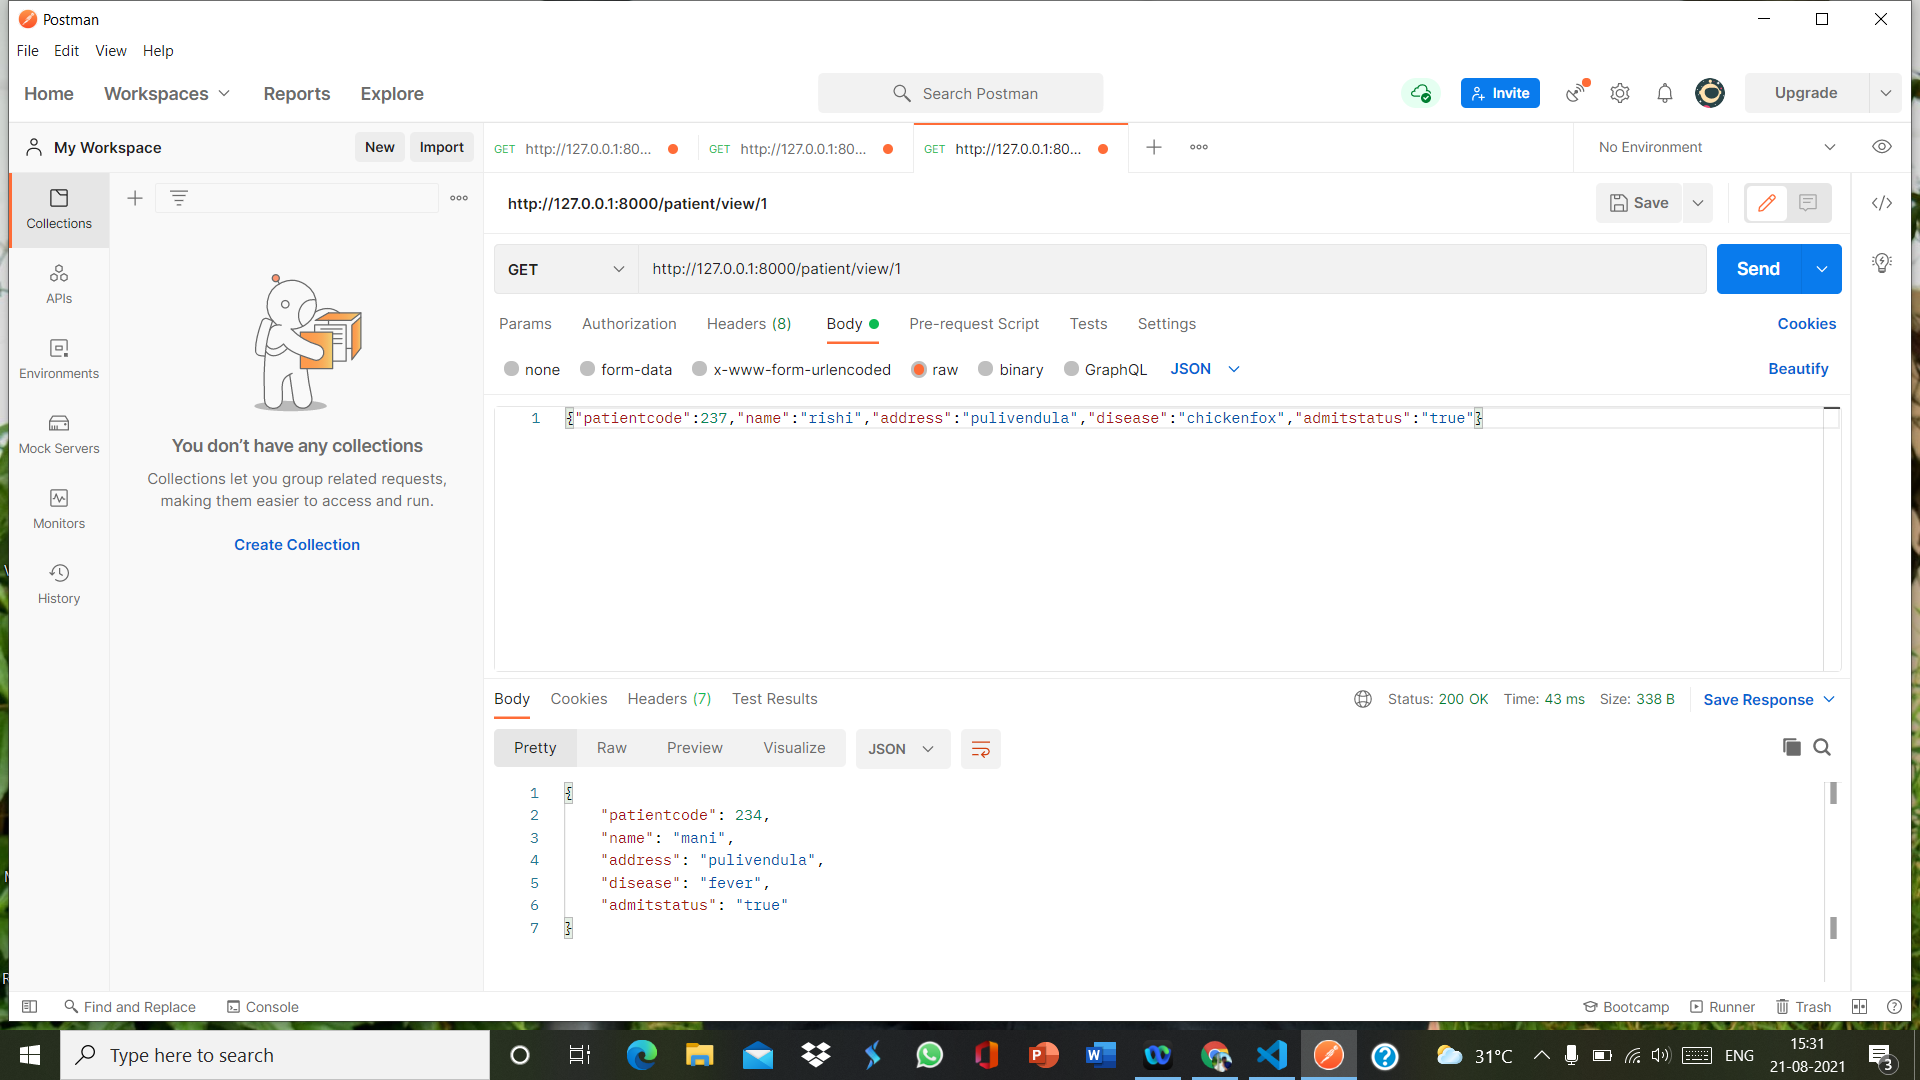 Postman
File Edit View Help
Home Workspaces Reports Explore
Search Postman
Invite
Upgrade
My Workspace
New
Import
GET http://127.0.0.1:80...
GET http://127.0.0.1:80...
GET http://127.0.0.1:80...
No Environment
Collections
APIs
Environments
Mock Servers
Monitors
History
You don't have any collections
Collections let you group related requests,
making them easier to access and run.
Create Collection
http://127.0.0.1:8000/patient/view/1
Save
GET
http://127.0.0.1:8000/patient/view/1
Send
Params Authorization Headers (8) Body Pre-request Script Tests Settings
Cookies
none form-data x-www-form-urlencoded raw binary GraphQL JSON
Beautify
1 {"patientcode":237,"name":"rishi","address":"pulivendula","disease":"chickenfox","admitstatus":"true"}
Body Cookies Headers (7) Test Results
Status: 200 OK Time: 43 ms Size: 338 B
Save Response
Pretty Raw Preview Visualize JSON
1 {
2 "patientcode": 234,
3 "name": "mani",
4 "address": "pulivendula",
5 "disease": "fever",
6 "admitstatus": "true"
7 }
Find and Replace Console
Bootcamp Runner Trash
Type here to search
31°C
ENG
15:31
21-08-2021
3